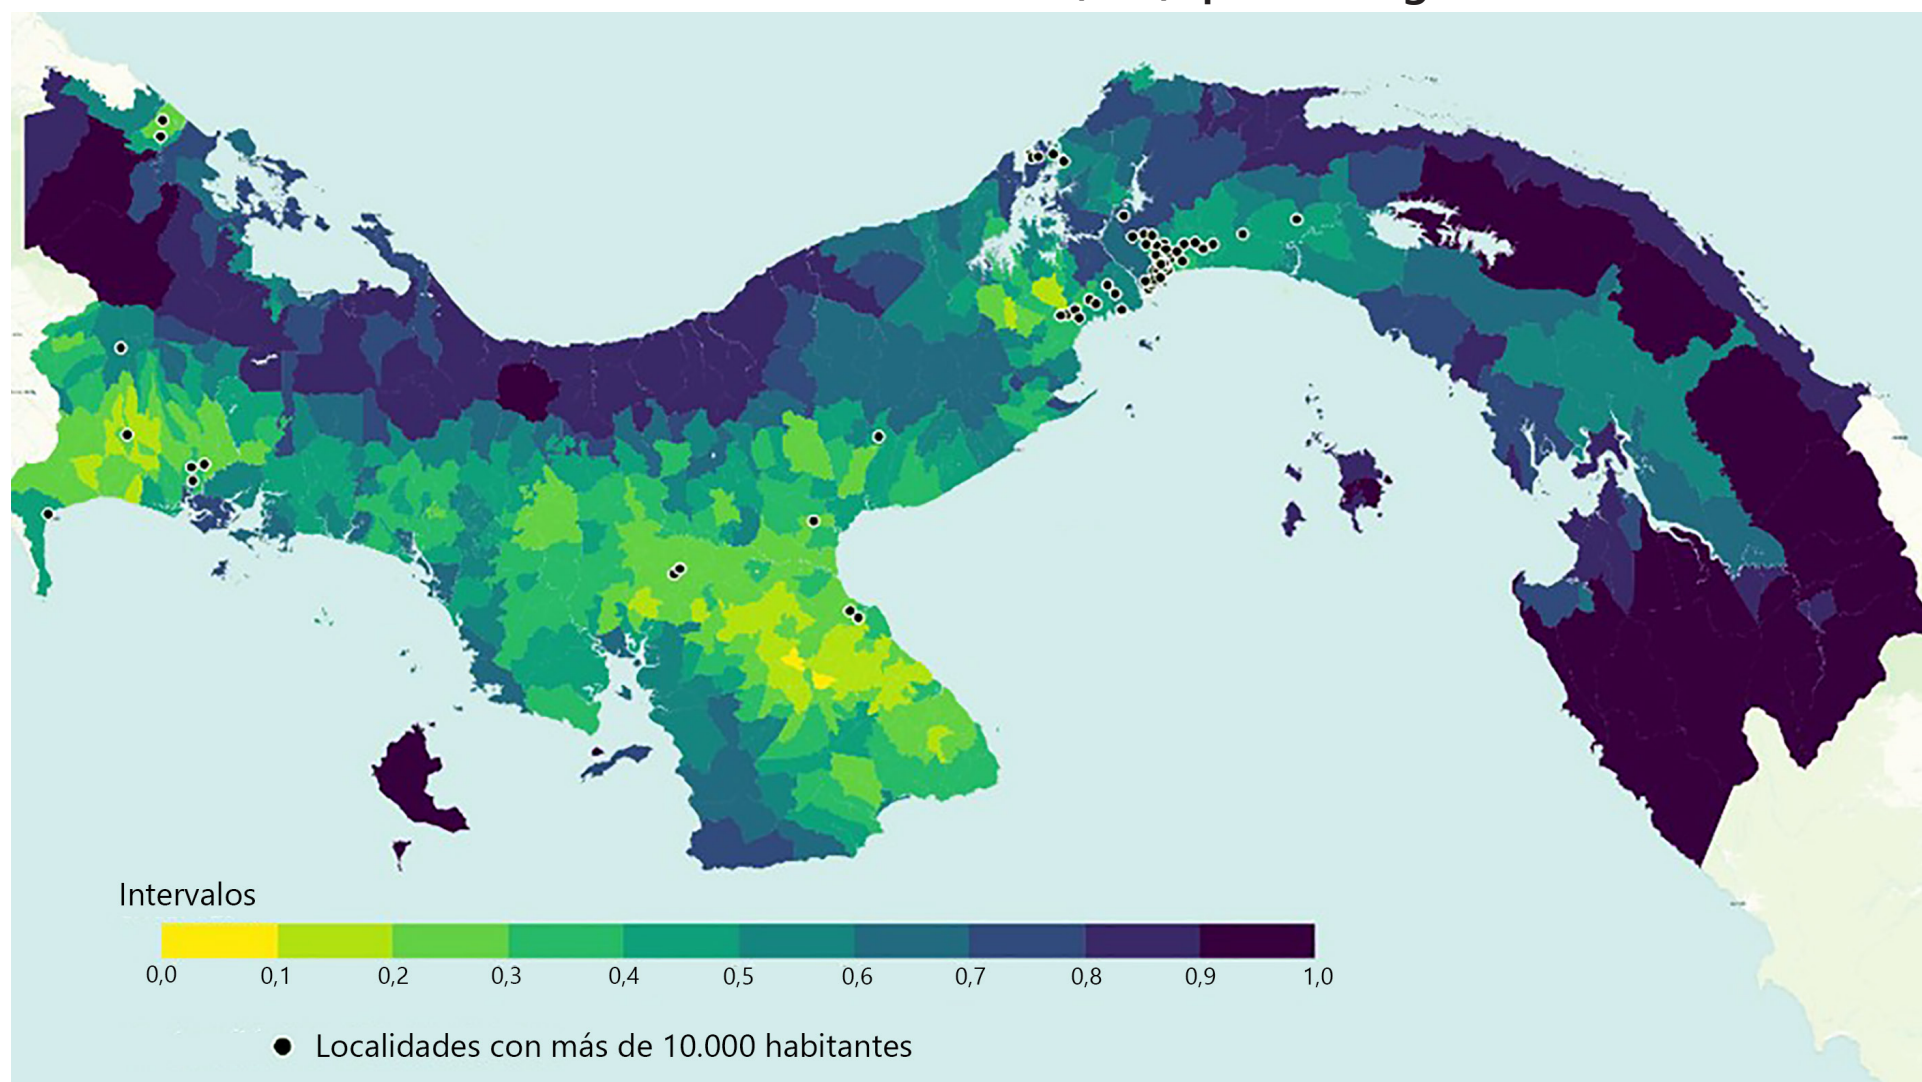 Intervalos
0,0 0,1 0,2 0,3 0,4 0,5 0,6 0,7 0,8 0,9 1,0
Localidades con más de 10.000 habitantes